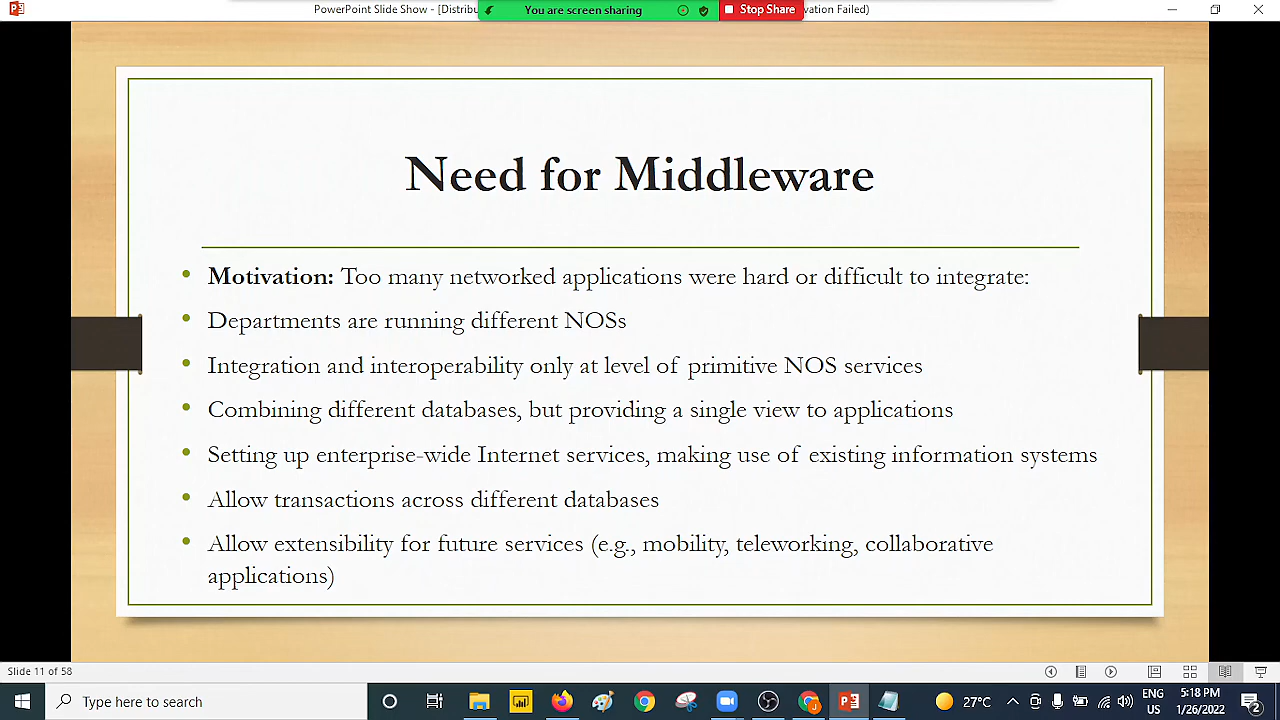 PowerPoint Slide Show - [Distribu
You are screen sharing
Stop Share
vation Failed)
Need for Middleware
• Motivation: Too many networked applications were hard or difficult to integrate:
• Departments are running different NOSs
• Integration and interoperability only at level of primitive NOS services
• Combining different databases, but providing a single view to applications
• Setting up enterprise-wide Internet services, making use of existing information systems
• Allow transactions across different databases
• Allow extensibility for future services (e.g., mobility, teleworking, collaborative
applications)
Slide 11 of 58
Type here to search
27°C
ENG
US
5:18 PM
1/26/2022
2